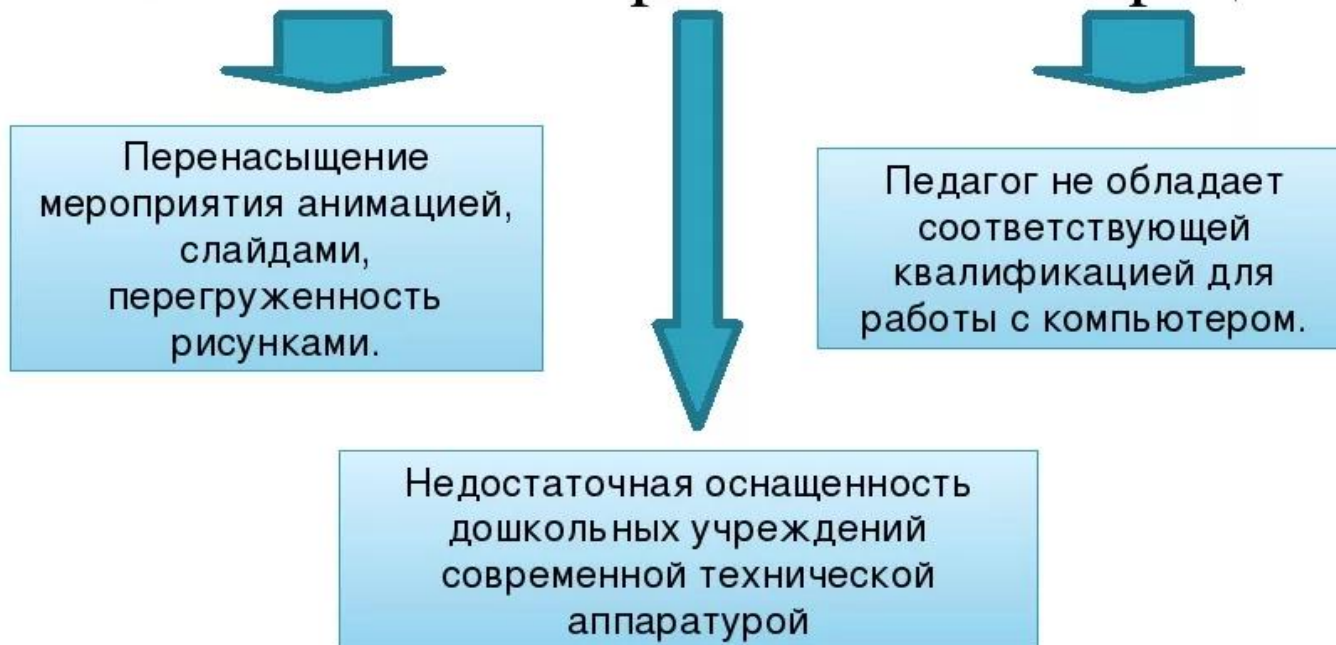 Перенасыщение
мероприятия анимацией,
слайдами,
перегруженность
рисунками.
Педагог не обладает
соответствующей
квалификацией для
работы с компьютером.
Недостаточная оснащенность
дошкольных учреждений
современной технической
аппаратурой